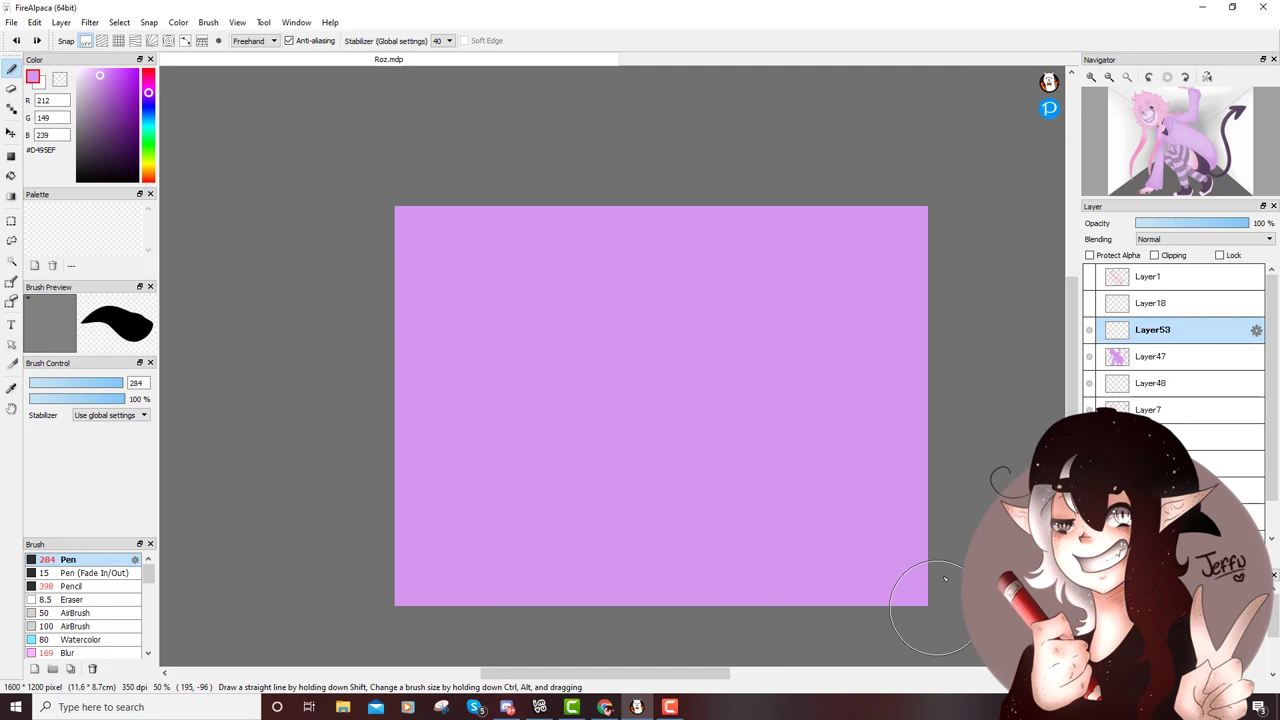 FireAlpaca (64bit)
File Edit Layer Filter Select Snap Color Brush View Tool Window Help
Snap OFF Freehand Anti-aliasing Stabilizer (Global settings) 40 Soft Edge
Color
Roz.mdp
Navigator
R 212
G 149
B 239
#D495EF
Palette
---
Brush Preview
Brush Control
284
100 %
Stabilizer Use global settings
Brush
284 Pen
15 Pen (Fade In/Out)
398 Pencil
8.5 Eraser
50 AirBrush
100 AirBrush
80 Watercolor
169 Blur
P
Layer
Opacity 100 %
Blending Normal
Protect Alpha Clipping Lock
Layer1
Layer18
Layer53
Layer47
Layer48
Layer7
Jeffu
1600 * 1200 pixel (11.6 * 8.7cm) 350 dpi 50 % ( 195, -96 ) Draw a straight line by holding down Shift, Change a brush size by holding down Ctrl, Alt, and dragging
Type here to search
5